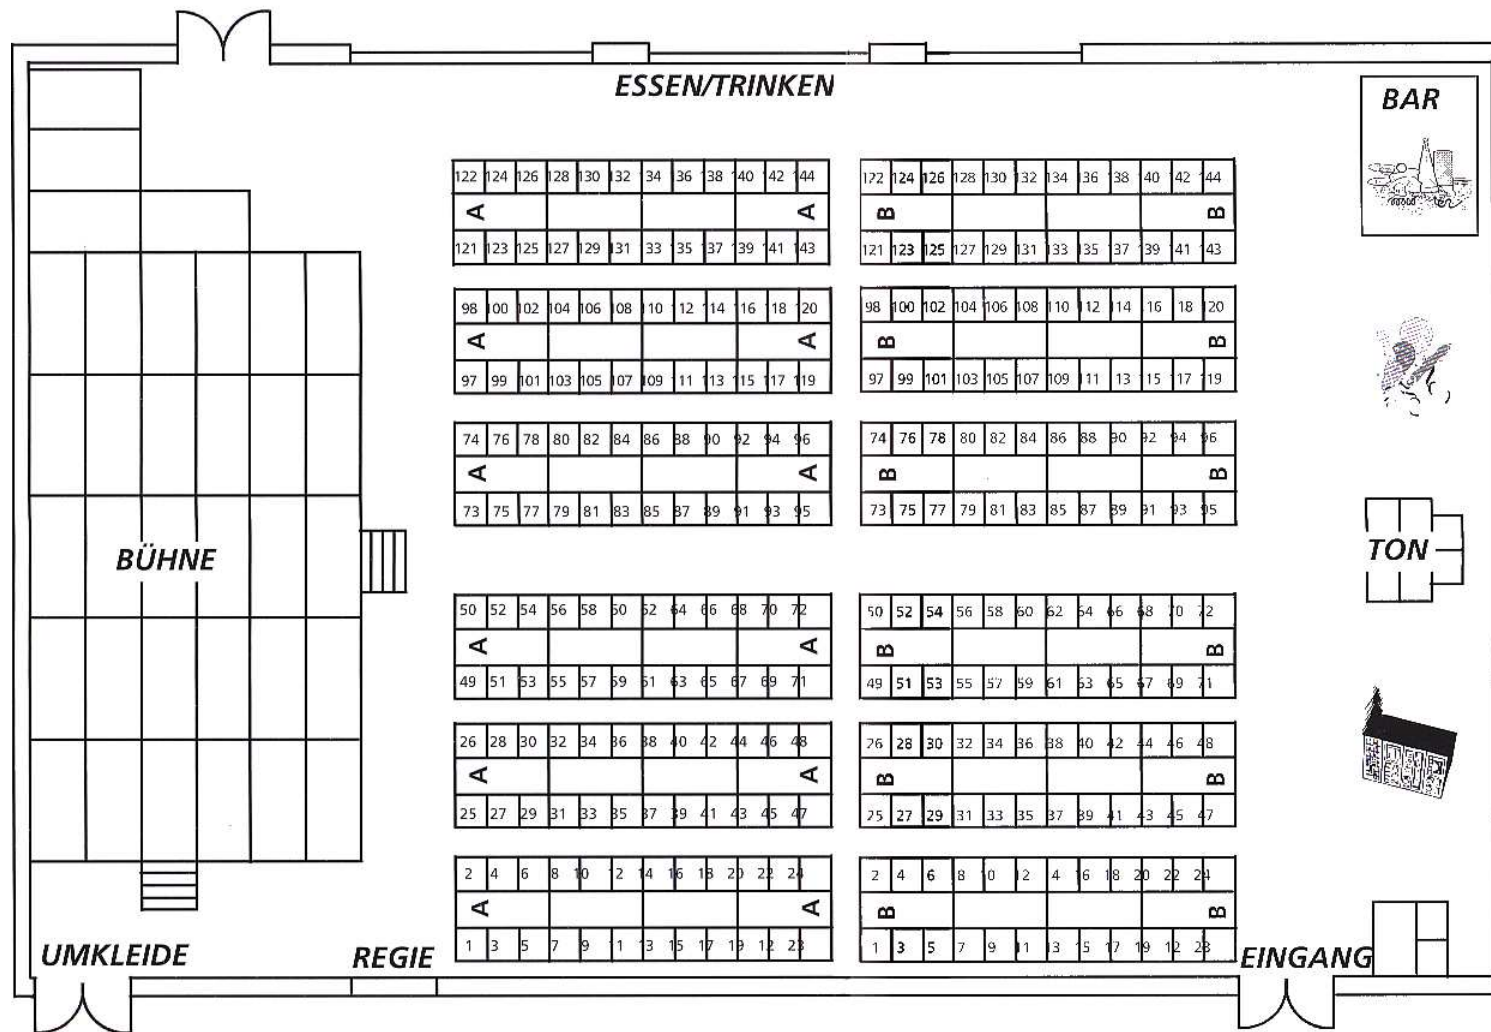 ESSEN/TRINKEN
BAR
122 124 126 128 130 132 134 136 138 140 142 144
A A
121 123 125 127 129 131 133 135 137 139 141 143
122 124 126 128 130 132 134 136 138 140 142 144
B B
121 123 125 127 129 131 133 135 137 139 141 143
98 100 102 104 106 108 110 112 114 116 118 120
A A
97 99 101 103 105 107 109 111 113 115 117 119
98 100 102 104 106 108 110 112 114 116 118 120
B B
97 99 101 103 105 107 109 111 113 115 117 119
74 76 78 80 82 84 86 88 90 92 94 96
A A
73 75 77 79 81 83 85 87 89 91 93 95
74 76 78 80 82 84 86 88 90 92 94 96
B B
73 75 77 79 81 83 85 87 89 91 93 95
BÜHNE
TON
50 52 54 56 58 60 62 64 66 68 70 72
A A
49 51 53 55 57 59 61 63 65 67 69 71
50 52 54 56 58 60 62 64 66 68 70 72
B B
49 51 53 55 57 59 61 63 65 67 69 71
26 28 30 32 34 36 38 40 42 44 46 48
A A
25 27 29 31 33 35 37 39 41 43 45 47
26 28 30 32 34 36 38 40 42 44 46 48
B B
25 27 29 31 33 35 37 39 41 43 45 47
2 4 6 8 10 12 14 16 18 20 22 24
A A
1 3 5 7 9 11 13 15 17 19 12 23
2 4 6 8 10 12 14 16 18 20 22 24
B B
1 3 5 7 9 11 13 15 17 19 12 23
UMKLEIDE
REGIE
EINGANG